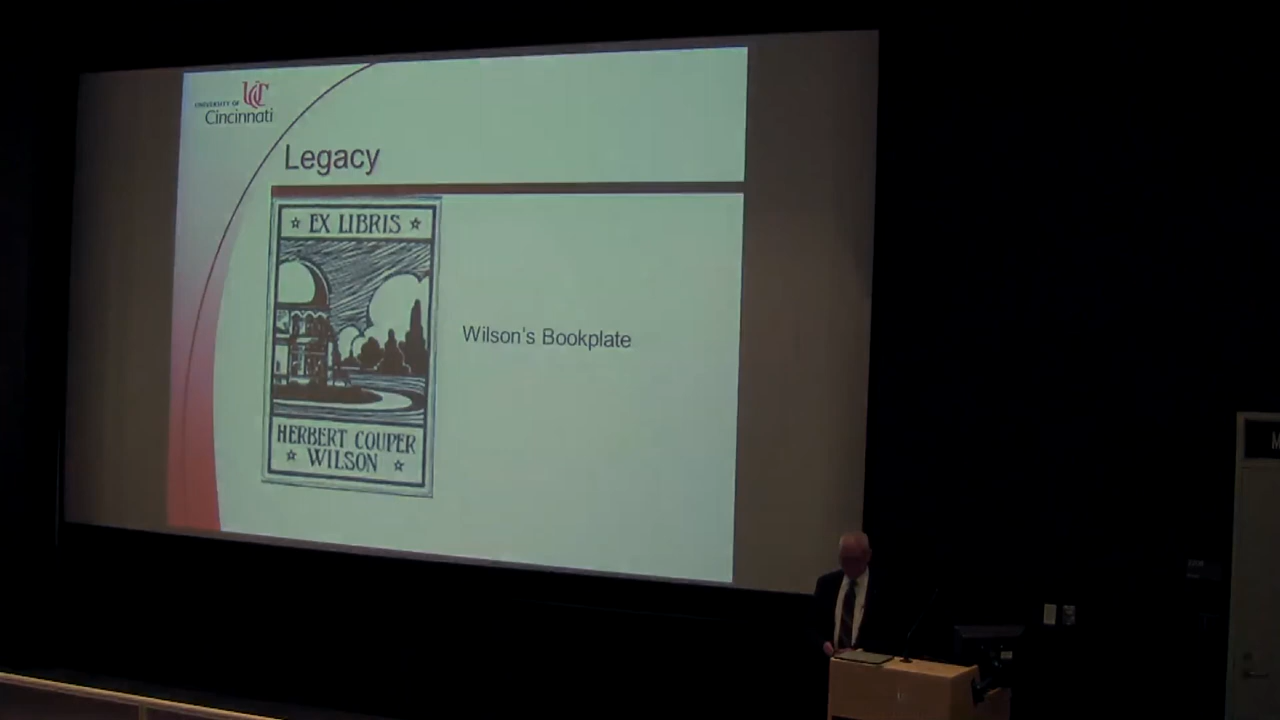 UNIVERSITY OF
UC
Cincinnati
Legacy
EX LIBRIS
Wilson's Bookplate
HERBERT COUPER
WILSON